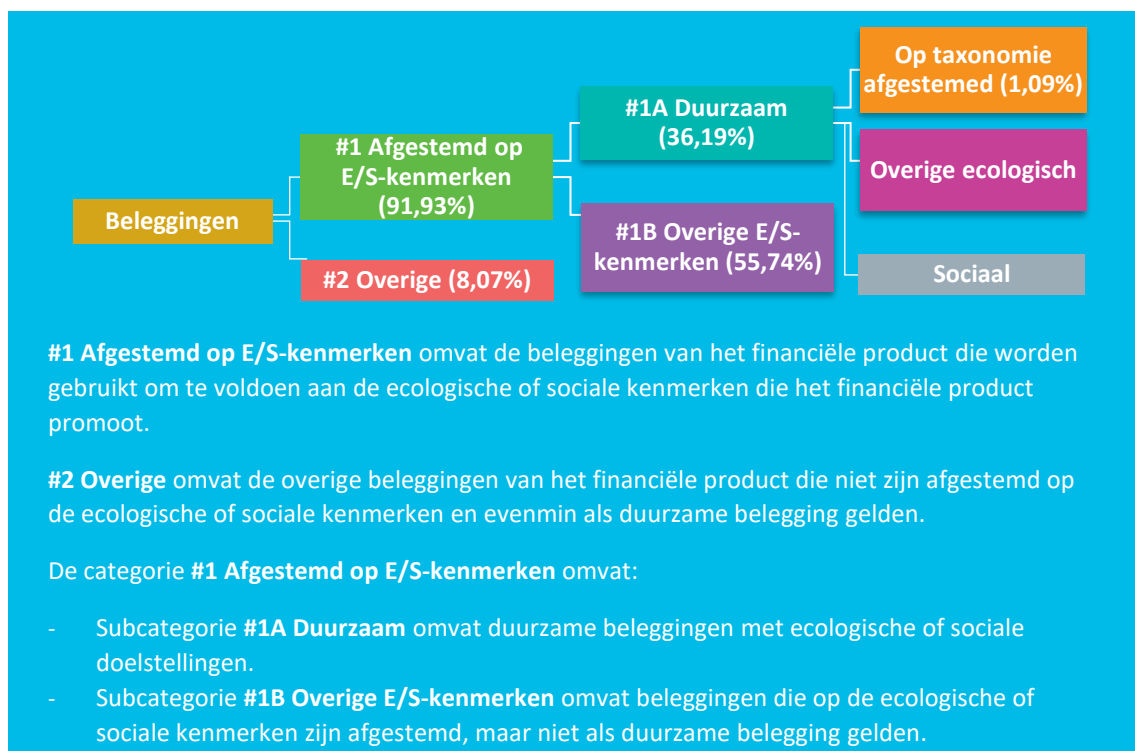 Op taxonomie
afgestemed (1,09%)
#1A Duurzaam
(36,19%)
#1 Afgestemd op
E/S-kenmerken
(91,93%)
Overige ecologisch
Beleggingen
#1B Overige E/S-
kenmerken (55,74%)
#2 Overige (8,07%)
Sociaal
#1 Afgestemd op E/S-kenmerken omvat de beleggingen van het financiële product die worden
gebruikt om te voldoen aan de ecologische of sociale kenmerken die het financiële product
promoot.
#2 Overige omvat de overige beleggingen van het financiële product die niet zijn afgestemd op
de ecologische of sociale kenmerken en evenmin als duurzame belegging gelden.
De categorie #1 Afgestemd op E/S-kenmerken omvat:
- Subcategorie #1A Duurzaam omvat duurzame beleggingen met ecologische of sociale
doelstellingen.
- Subcategorie #1B Overige E/S-kenmerken omvat beleggingen die op de ecologische of
sociale kenmerken zijn afgestemd, maar niet als duurzame belegging gelden.